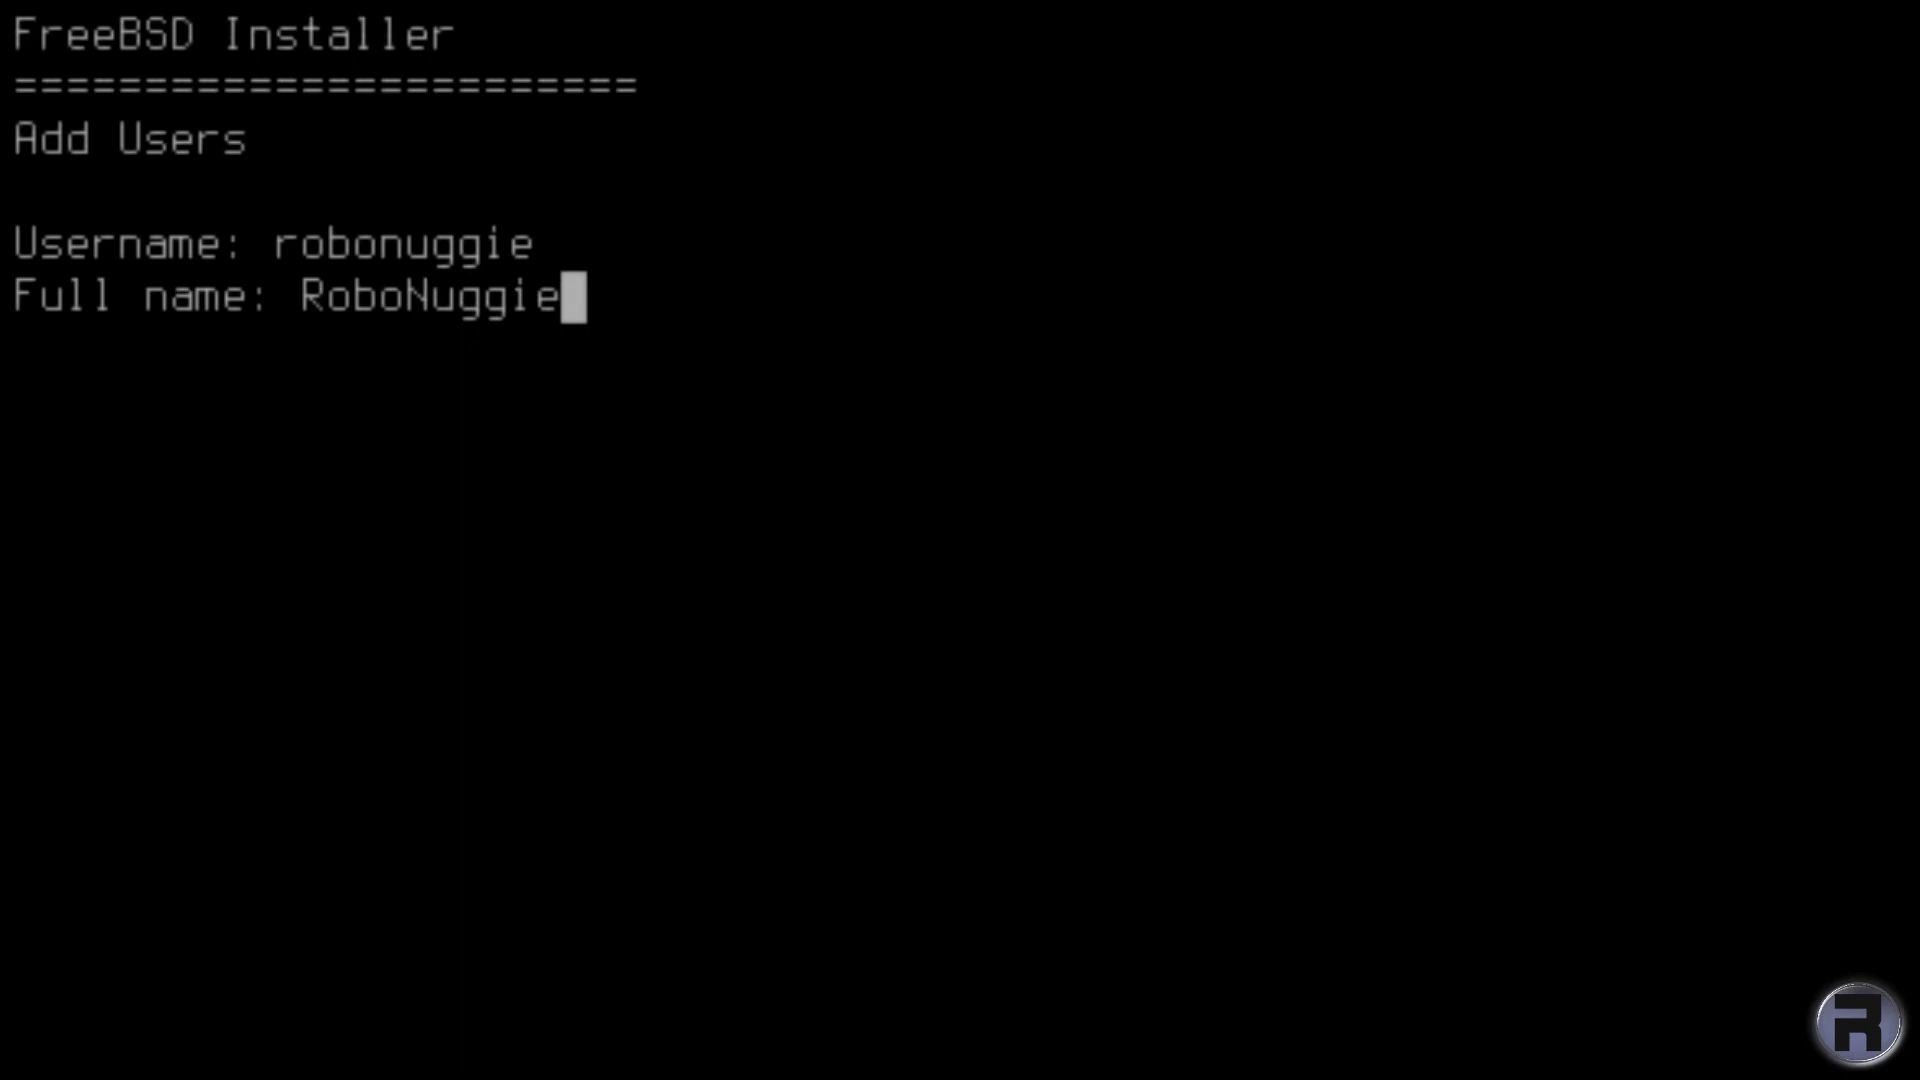 FreeBSD Installer
========================
Add Users
Username: robonuggie
Full name: RoboNuggie
R